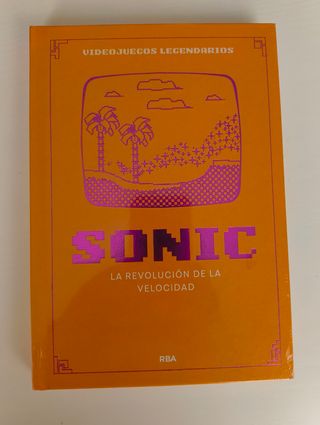 VIDEOJUEGOS LEGENDARIOS
SONIC
LA REVOLUCIÓN DE LA
VELOCIDAD
RBA